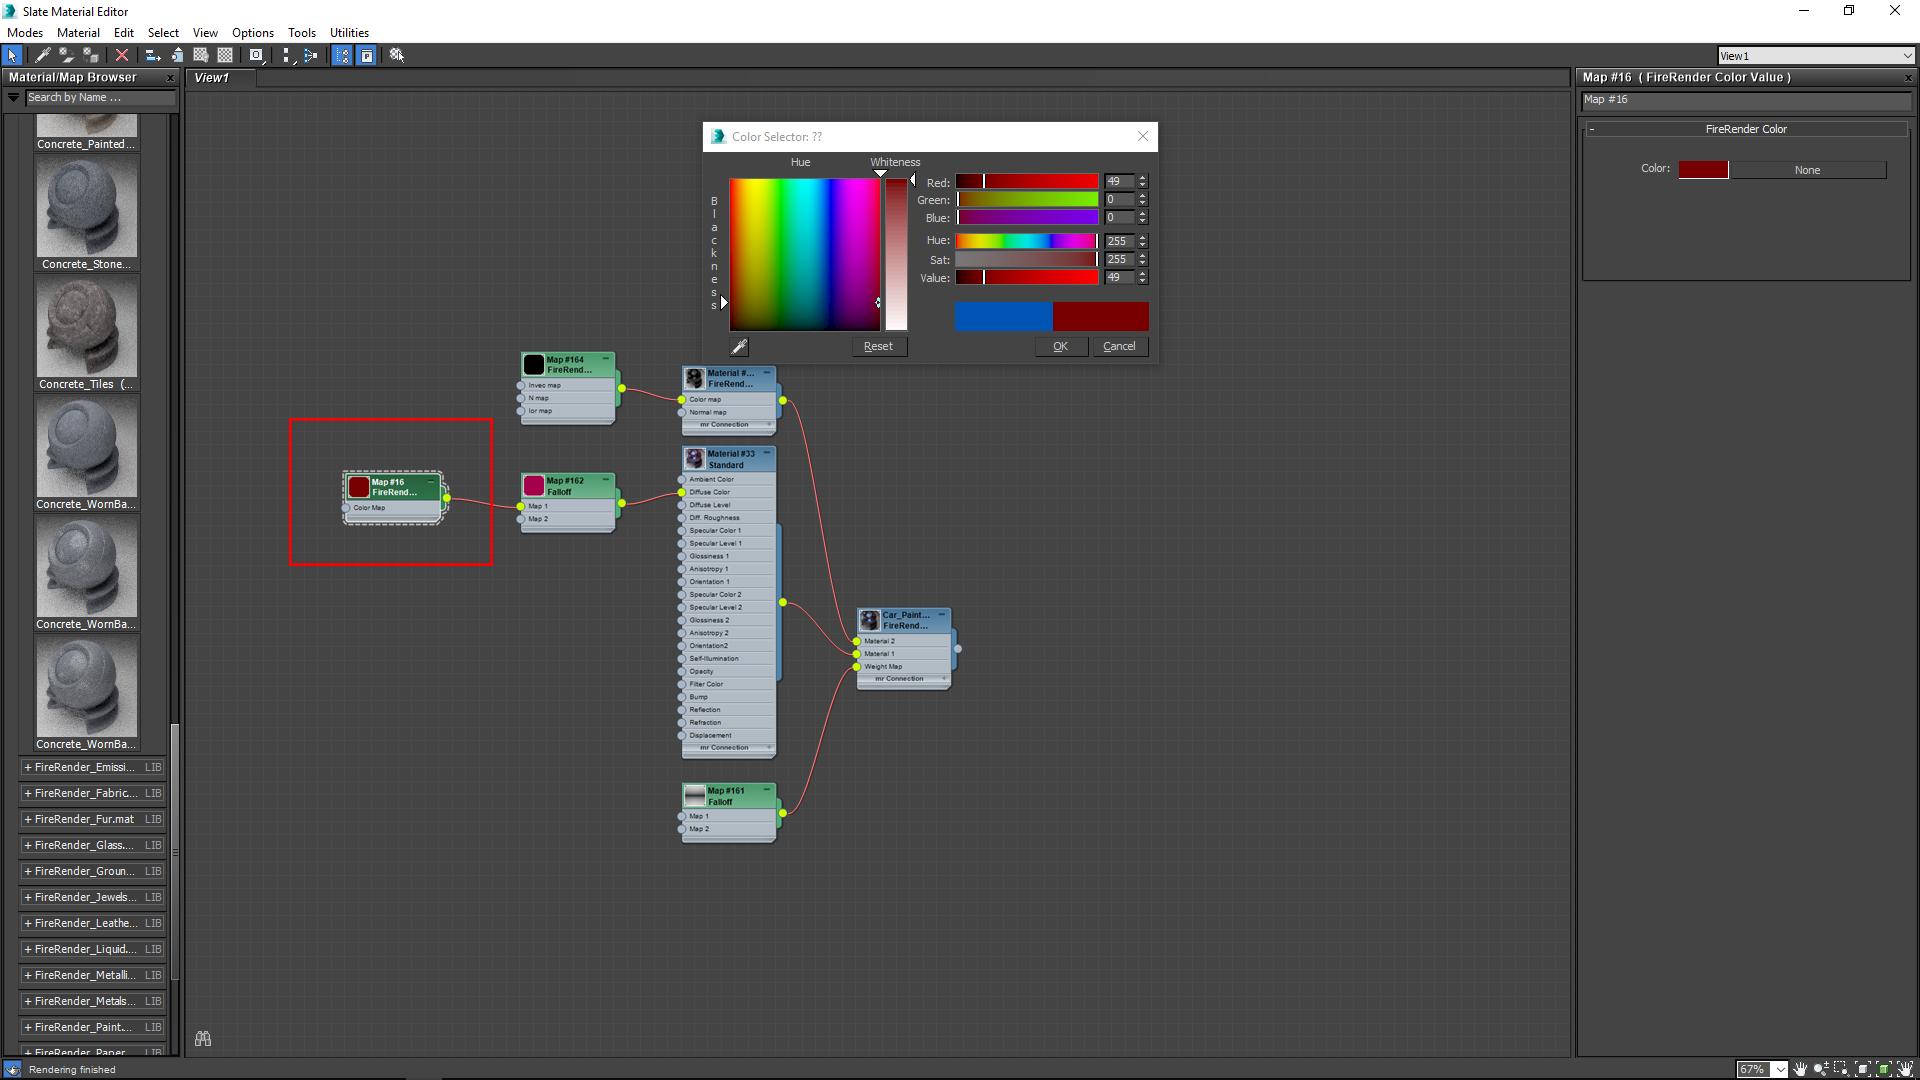 Slate Material Editor
Modes Material Edit Select View Options Tools Utilities
View1
Material/Map Browser
Search by Name ...
Concrete_Painted...
Concrete_Stone...
Concrete_Tiles (...
Concrete_WornBa...
Concrete_WornBa...
Concrete_WornBa...
+ FireRender_Emissi... LIB
+ FireRender_Fabric... LIB
+ FireRender_Fur.mat LIB
+ FireRender_Glass.... LIB
+ FireRender_Groun... LIB
+ FireRender_Jewels... LIB
+ FireRender_Leathe... LIB
+ FireRender_Liquid.... LIB
+ FireRender_Metalli... LIB
+ FireRender_Metals... LIB
+ FireRender_Paint.... LIB
+ FireRender_Paper LIB
Rendering finished
View1
Color Selector: ??
Hue
Whiteness
Blackness
Red: 49
Green: 0
Blue: 0
Hue: 255
Sat: 255
Value: 49
Reset
OK
Cancel
Map #164
FireRend...
Invec map
N map
Ior map
Material #...
FireRend...
Color map
Normal map
mr Connection
Map #16
FireRend...
Color Map
Map #162
Falloff
Map 1
Map 2
Material #33
Standard
Ambient Color
Diffuse Color
Diffuse Level
Diff. Roughness
Specular Color 1
Specular Level 1
Glossiness 1
Anisotropy 1
Orientation 1
Specular Color 2
Specular Level 2
Glossiness 2
Anisotropy 2
Orientation2
Self-Illumination
Opacity
Filter Color
Bump
Reflection
Refraction
Displacement
mr Connection
Car_Paint...
FireRend...
Material 2
Material 1
Weight Map
mr Connection
Map #161
Falloff
Map 1
Map 2
Map #16 ( FireRender Color Value )
Map #16
- FireRender Color
Color: None
67%